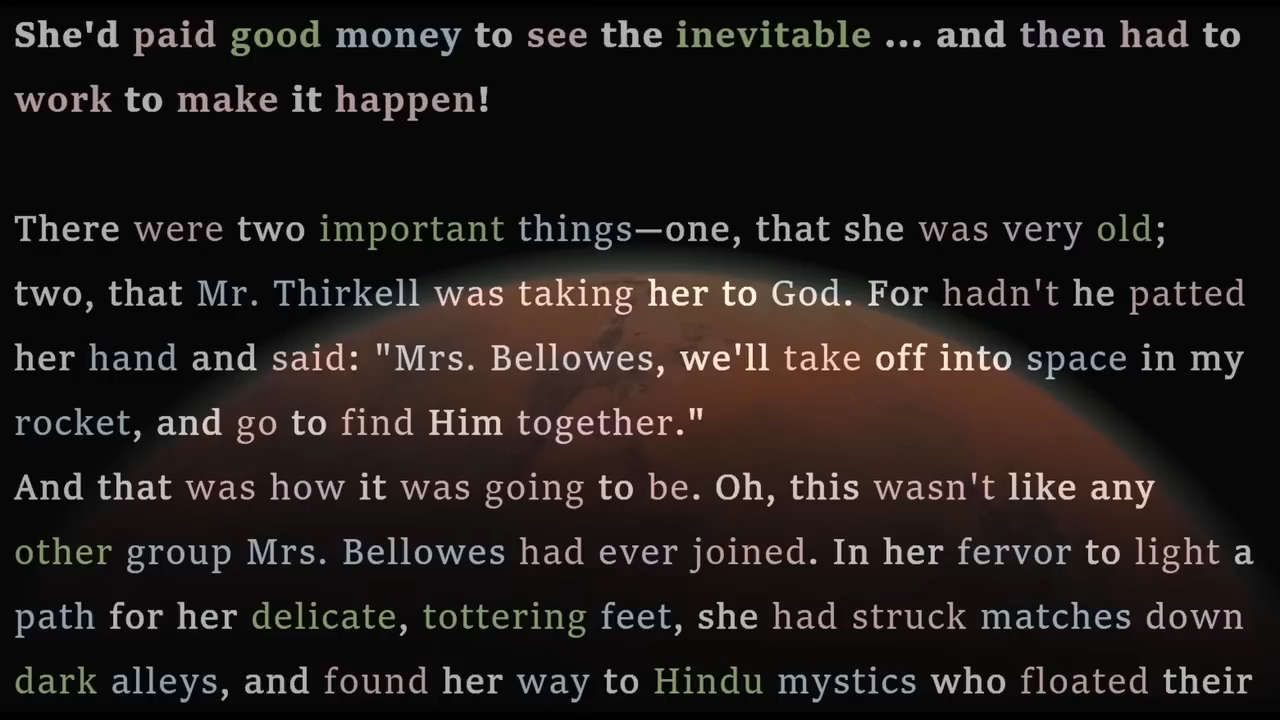 She'd paid good money to see the inevitable ... and then had to
work to make it happen!
There were two important things—one, that she was very old;
two, that Mr. Thirkell was taking her to God. For hadn't he patted
her hand and said: "Mrs. Bellowes, we'll take off into space in my
rocket, and go to find Him together."
And that was how it was going to be. Oh, this wasn't like any
other group Mrs. Bellowes had ever joined. In her fervor to light a
path for her delicate, tottering feet, she had struck matches down
dark alleys, and found her way to Hindu mystics who floated their